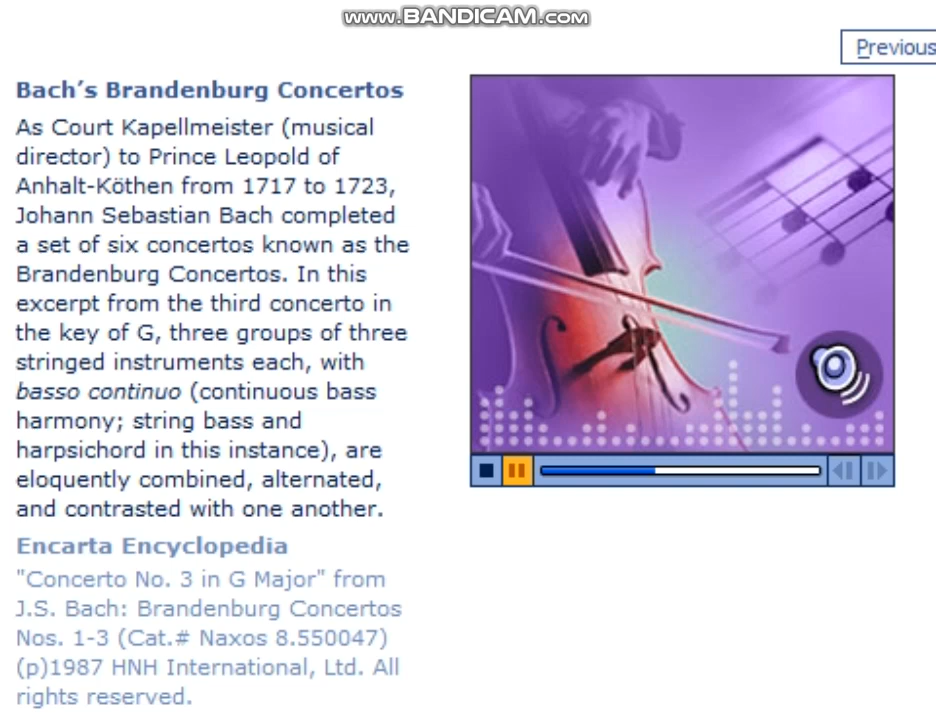 www.BANDICAM.com
Previous
Bach’s Brandenburg Concertos
As Court Kapellmeister (musical
director) to Prince Leopold of
Anhalt-Köthen from 1717 to 1723,
Johann Sebastian Bach completed
a set of six concertos known as the
Brandenburg Concertos. In this
excerpt from the third concerto in
the key of G, three groups of three
stringed instruments each, with
basso continuo (continuous bass
harmony; string bass and
harpsichord in this instance), are
eloquently combined, alternated,
and contrasted with one another.
Encarta Encyclopedia
"Concerto No. 3 in G Major" from
J.S. Bach: Brandenburg Concertos
Nos. 1-3 (Cat.# Naxos 8.550047)
(p)1987 HNH International, Ltd. All
rights reserved.